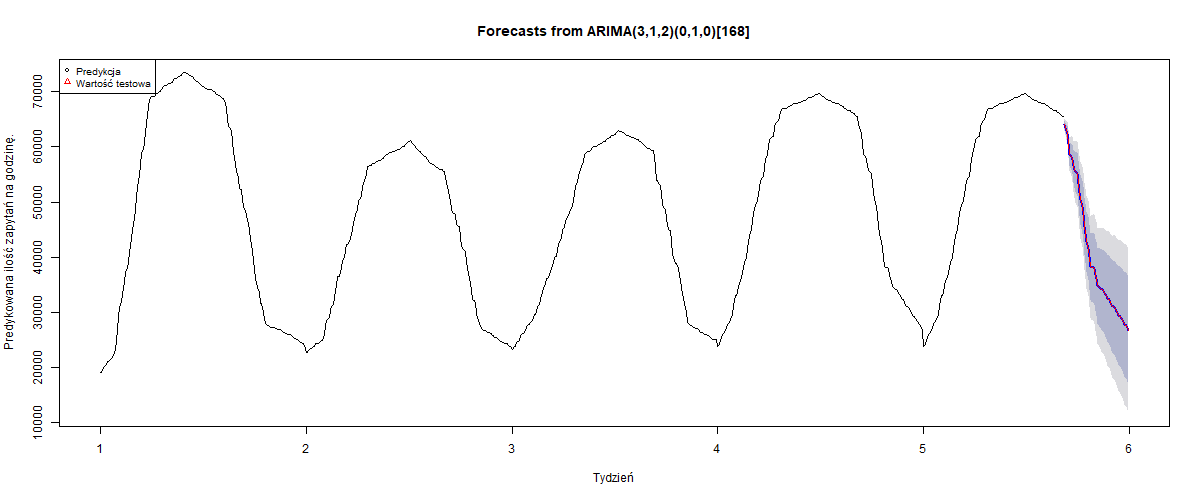 Forecasts from ARIMA(3,1,2)(0,1,0)[168]
Predykcja
Wartość testowa
Predykowana ilość zapytań na godzinę.
70000
60000
50000
40000
30000
20000
10000
1 2 3 4 5 6
Tydzień